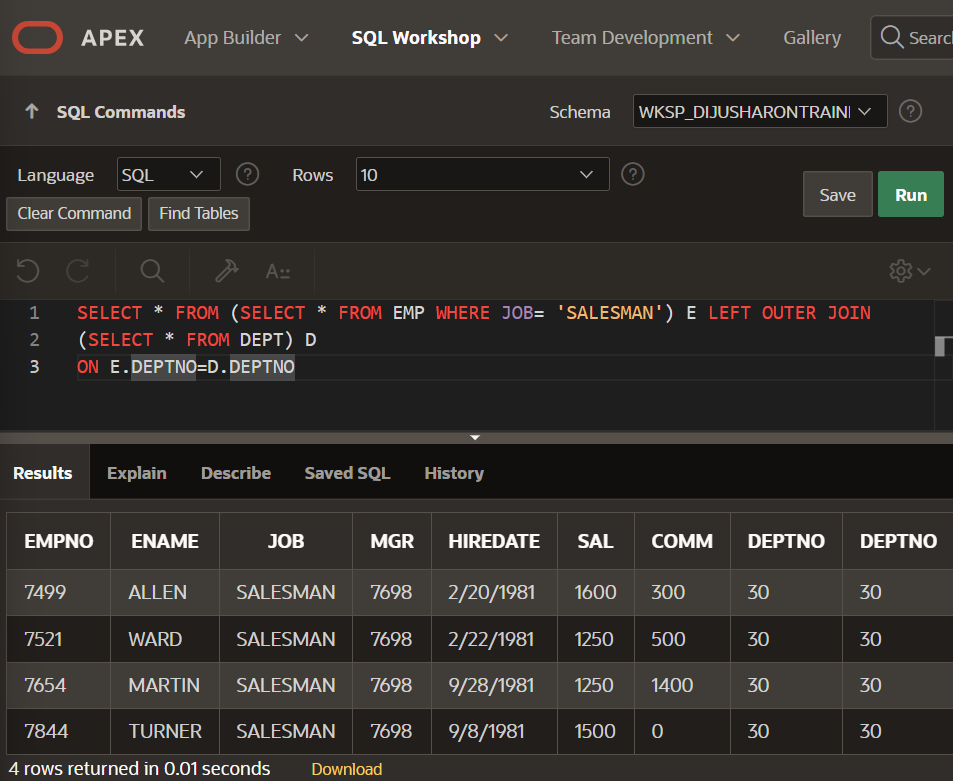 APEX App Builder SQL Workshop Team Development Gallery Search
SQL Commands Schema WKSP_DIJUSHARONTRAINI
Language SQL Rows 10
Save Run
Clear Command Find Tables
A
1 SELECT * FROM (SELECT * FROM EMP WHERE JOB= 'SALESMAN') E LEFT OUTER JOIN
2 (SELECT * FROM DEPT) D
3 ON E.DEPTNO=D.DEPTNO
Results Explain Describe Saved SQL History
EMPNO ENAME JOB MGR HIREDATE SAL COMM DEPTNO DEPTNO
7499 ALLEN SALESMAN 7698 2/20/1981 1600 300 30 30
7521 WARD SALESMAN 7698 2/22/1981 1250 500 30 30
7654 MARTIN SALESMAN 7698 9/28/1981 1250 1400 30 30
7844 TURNER SALESMAN 7698 9/8/1981 1500 0 30 30
4 rows returned in 0.01 seconds Download